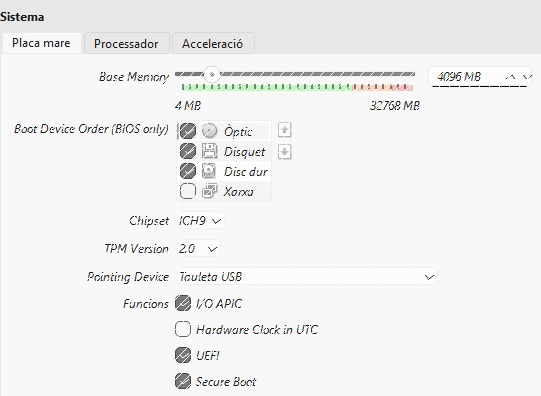 Sistema
Placa mare Processador Acceleració
Base Memory 4096 MB
4 MB 32768 MB
Boot Device Order (BIOS only) Òptic
Disquet
Disc dur
Xarxa
Chipset ICH9
TPM Version 2.0
Pointing Device Tauleta USB
Funcions I/O APIC
Hardware Clock in UTC
UEFI
Secure Boot